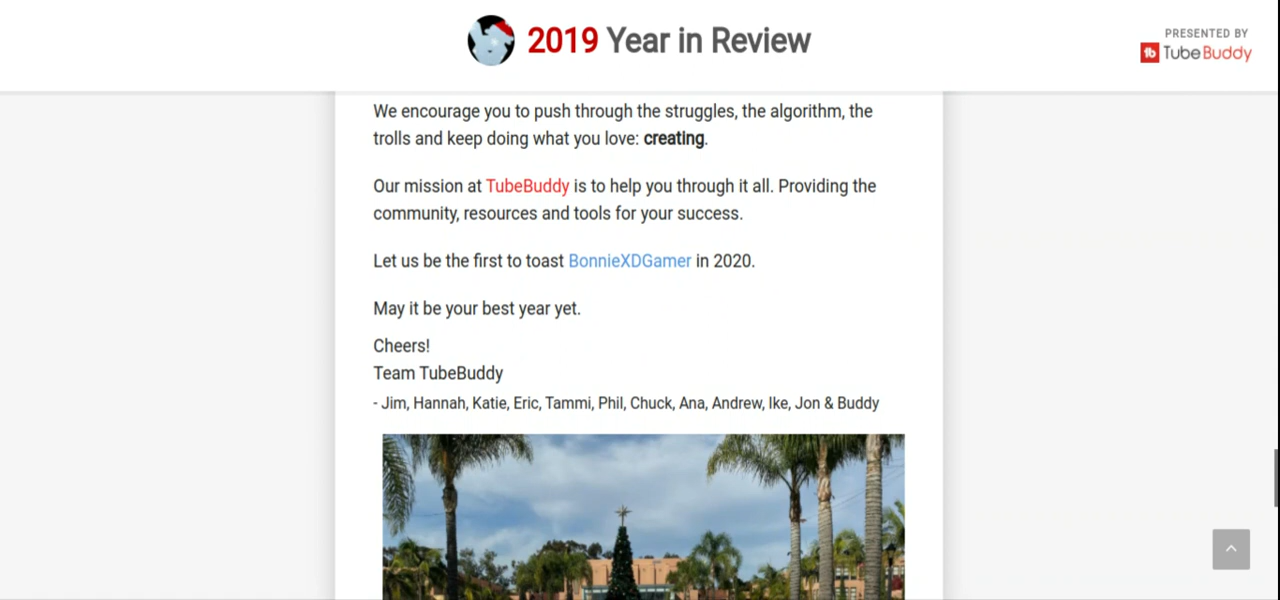 2019 Year in Review
PRESENTED BY
tb TubeBuddy
We encourage you to push through the struggles, the algorithm, the
trolls and keep doing what you love: creating.
Our mission at TubeBuddy is to help you through it all. Providing the
community, resources and tools for your success.
Let us be the first to toast BonnieXDGamer in 2020.
May it be your best year yet.
Cheers!
Team TubeBuddy
- Jim, Hannah, Katie, Eric, Tammi, Phil, Chuck, Ana, Andrew, Ike, Jon & Buddy